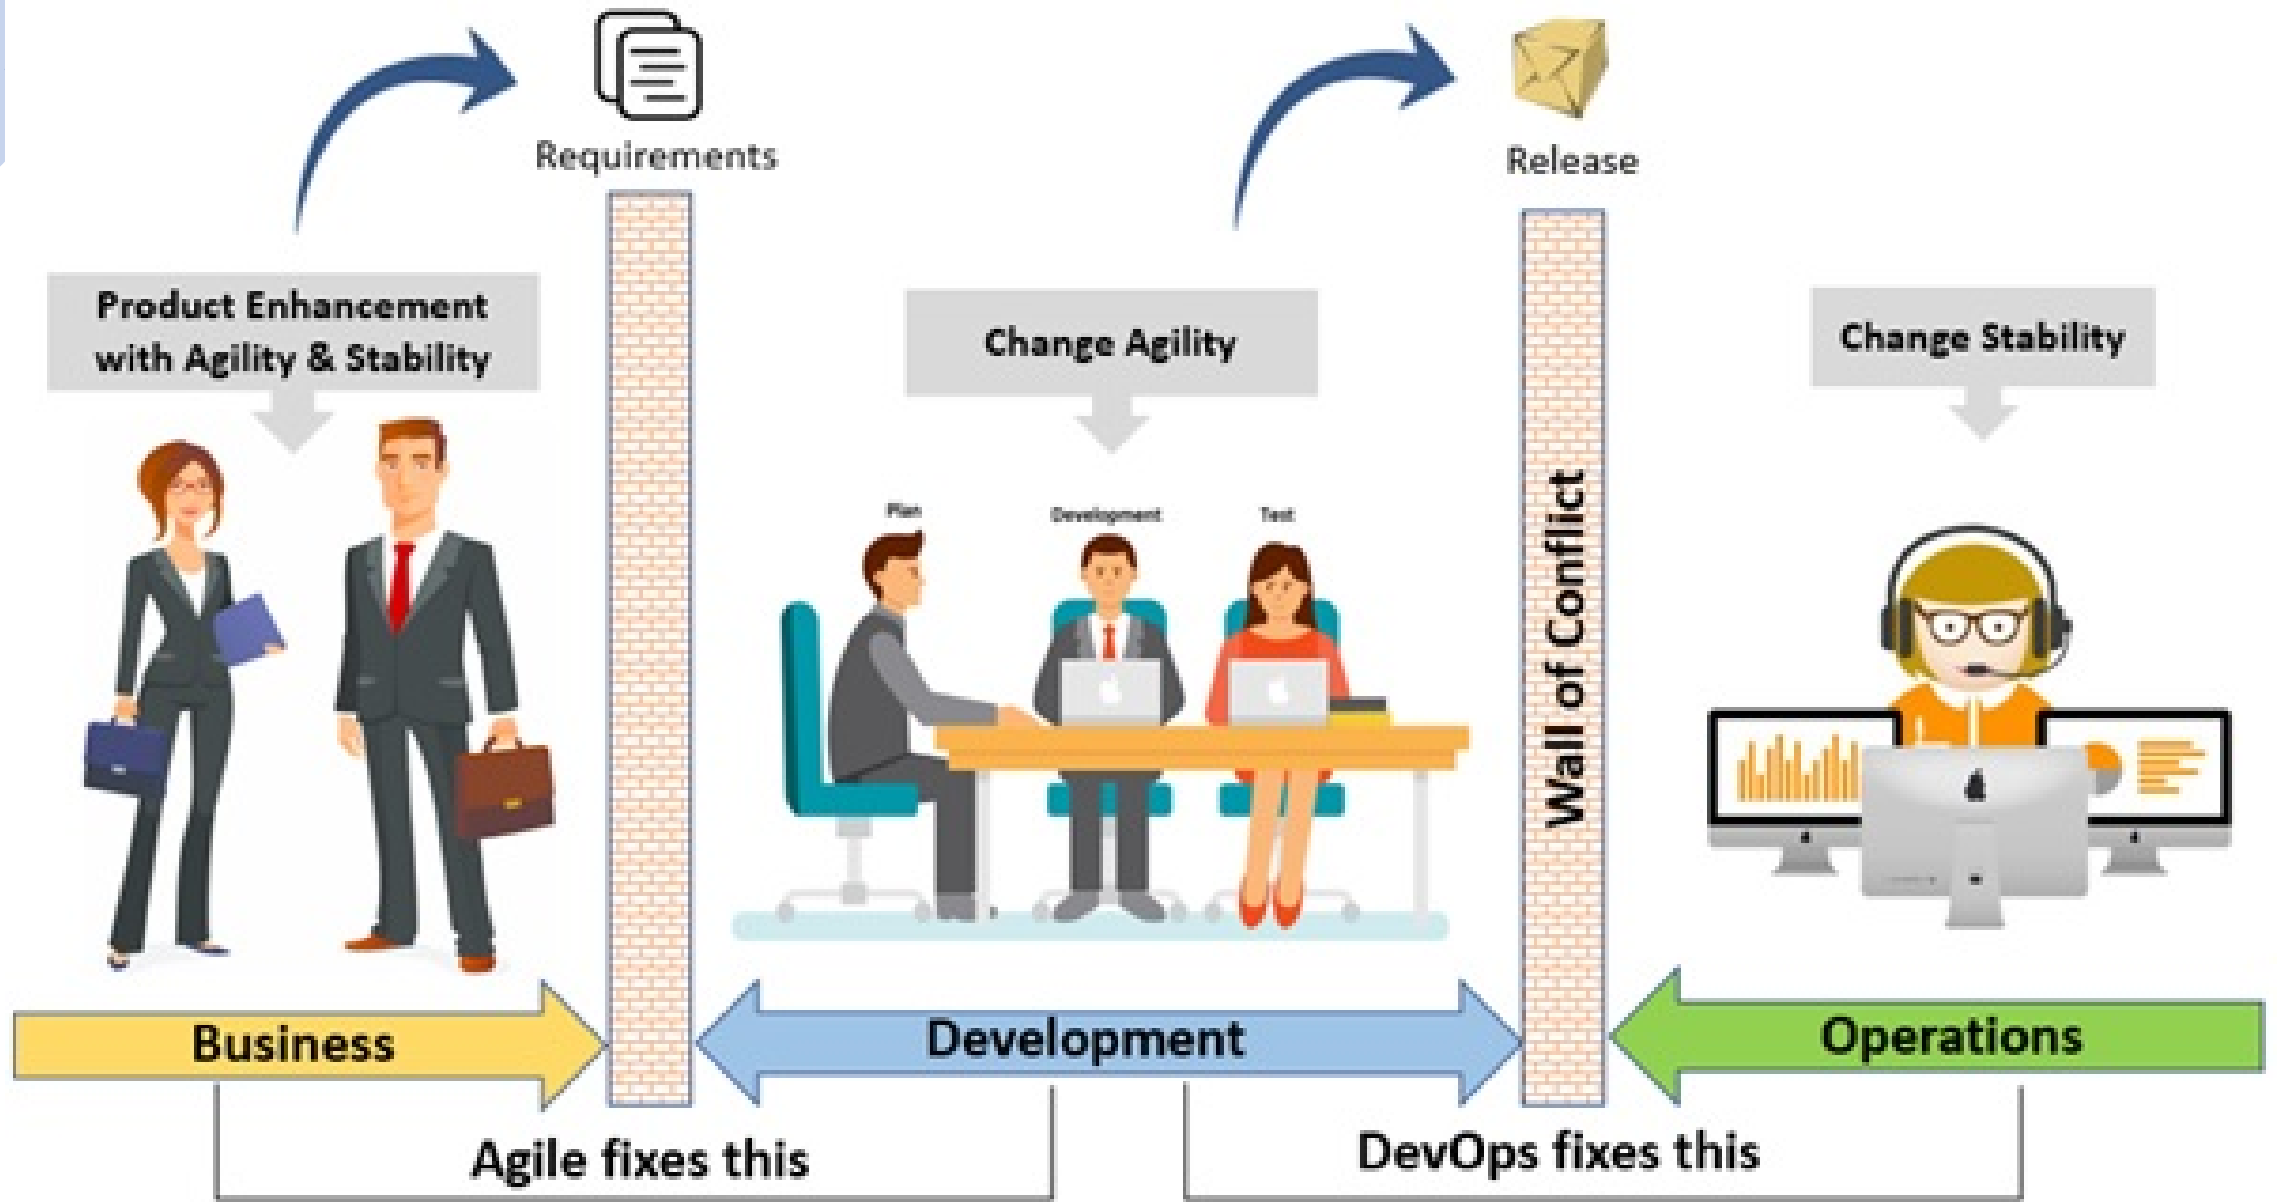 Requirements
Release
Product Enhancement
with Agility & Stability
Change Agility
Change Stability
Plan
Development
Test
Wall of Conflict
Business
Development
Operations
Agile fixes this
DevOps fixes this